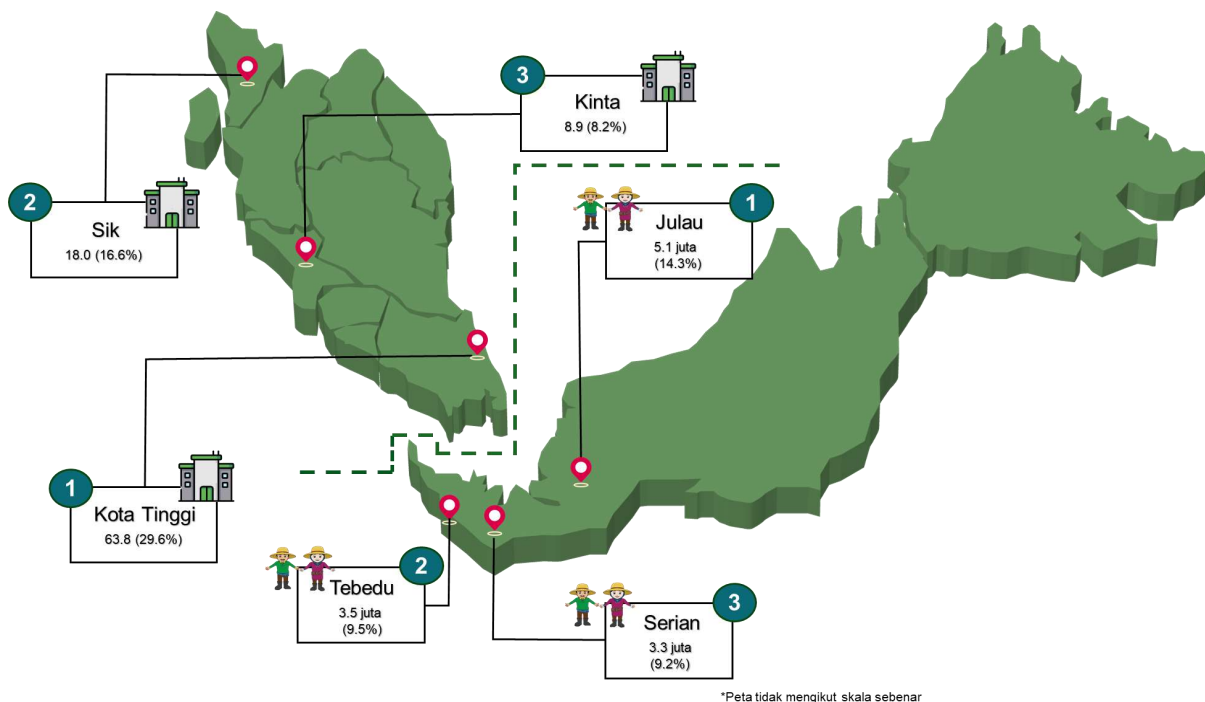 3
Kinta
8.9 (8.2%)
2
Sik
18.0 (16.6%)
1
Julau
5.1 juta
(14.3%)
1
Kota Tinggi
63.8 (29.6%)
2
Tebedu
3.5 juta
(9.5%)
3
Serian
3.3 juta
(9.2%)
*Peta tidak mengikut skala sebenar